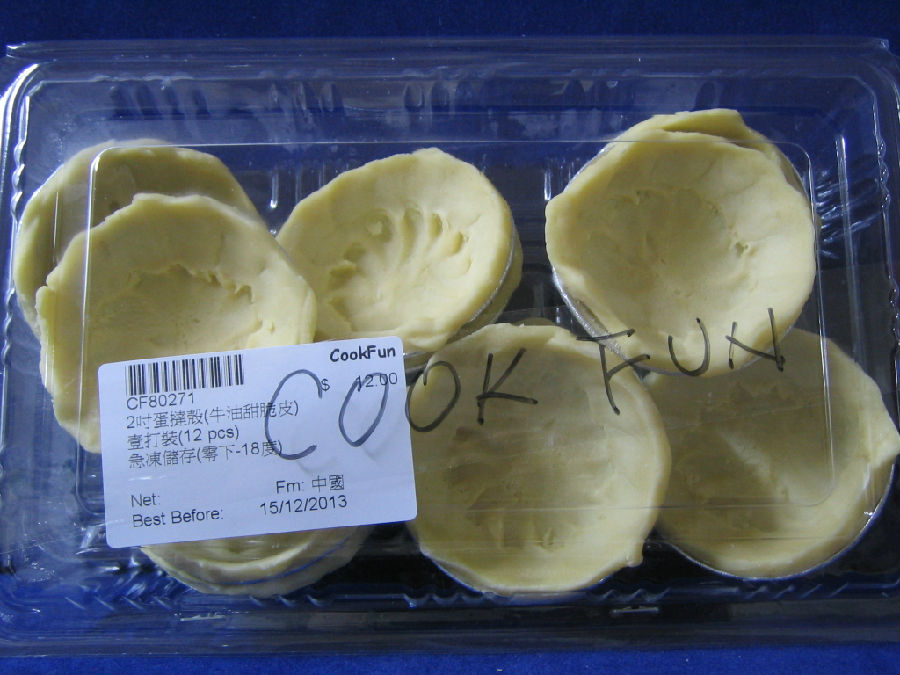 CookFun
$ 12.00
CF80271
2吋蛋撻殼(牛油甜脆皮)
壹打裝(12 pcs)
急凍儲存(零下-18度)
Net:
Fm: 中國
Best Before: 15/12/2013
COOK FUN